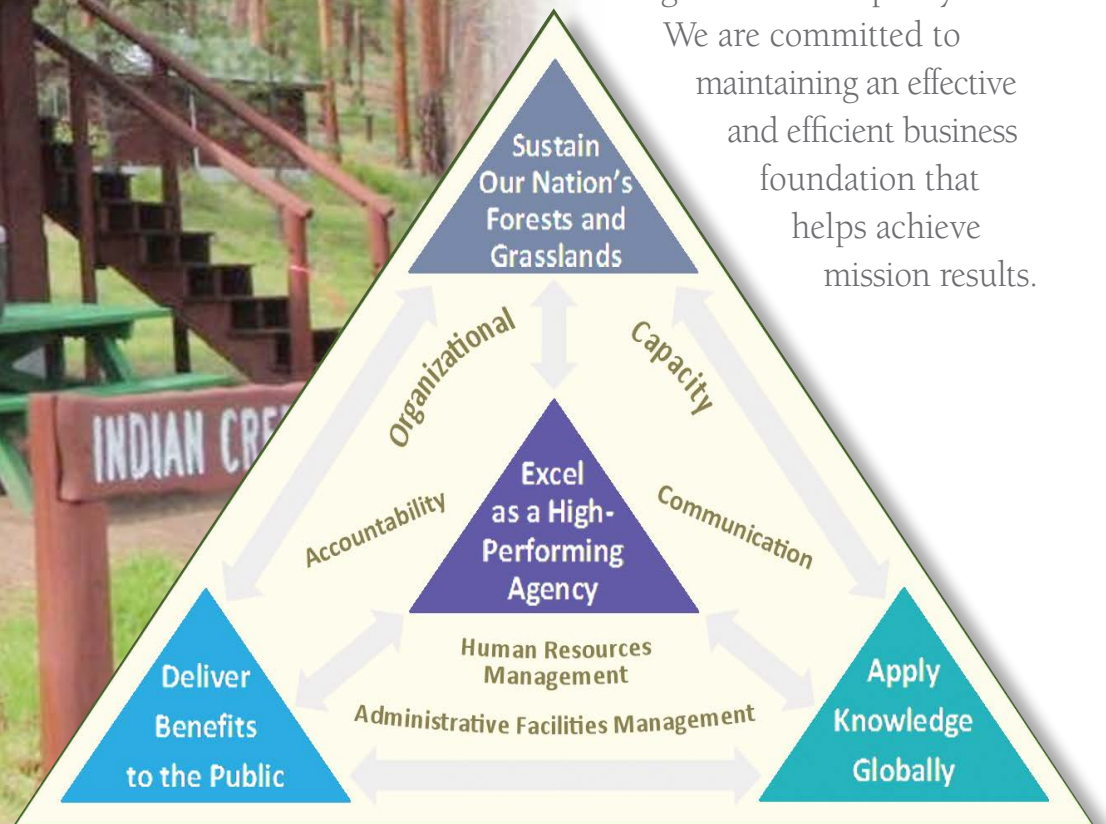 We are committed to
maintaining an effective
and efficient business
foundation that
helps achieve
mission results.
Sustain
Our Nation's
Forests and
Grasslands
Organizational
Capacity
INDIAN
Excel
as a High-
Performing
Agency
Accountability
Communication
Human Resources
Management
Administrative Facilities Management
Deliver
Benefits
to the Public
Apply
Knowledge
Globally